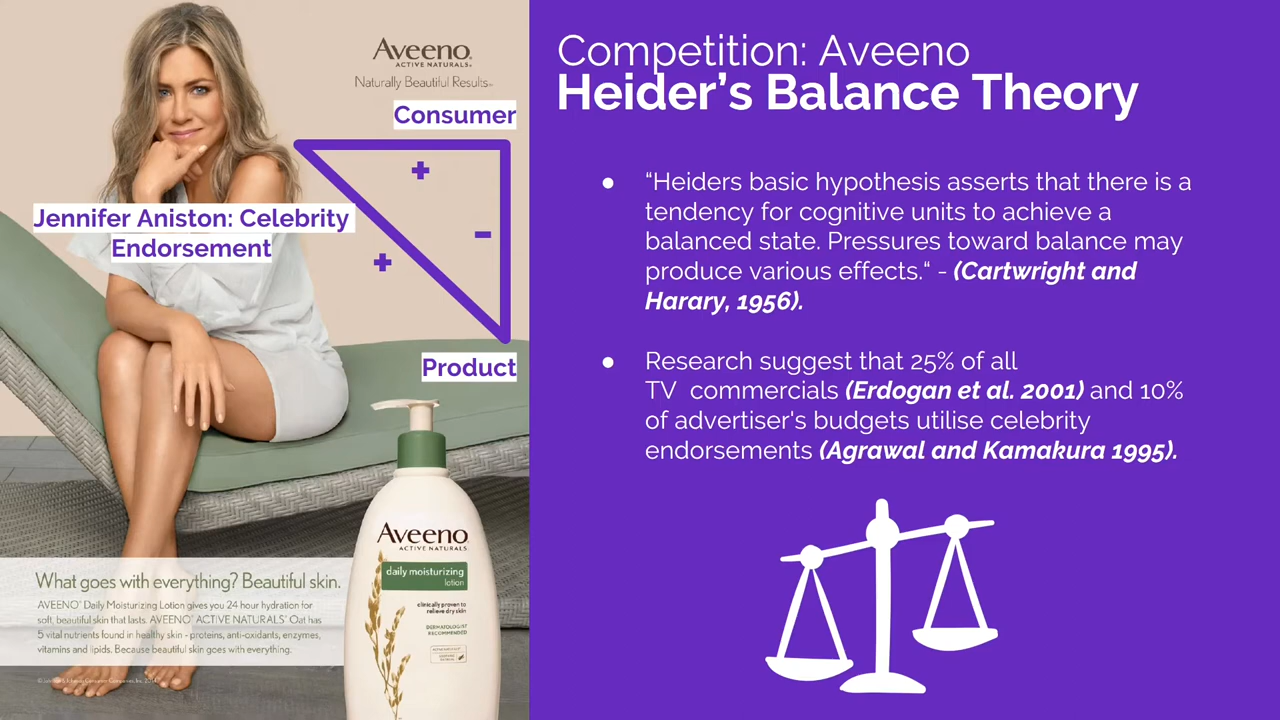 Aveeno®
ACTIVE NATURALS®
Naturally Beautiful Results™
Consumer
+
-
+
Jennifer Aniston: Celebrity
Endorsement
Product
Aveeno®
ACTIVE NATURALS
daily moisturizing
lotion
clinically proven to
relieve dry skin
DERMATOLOGIST
RECOMMENDED
What goes with everything? Beautiful skin.
AVEENO® Daily Moisturizing Lotion gives you 24 hour hydration for
soft, beautiful skin that lasts. AVEENO® ACTIVE NATURALS® Oat has
5 vital nutrients found in healthy skin - proteins, anti-oxidants, enzymes,
vitamins and lipids. Because beautiful skin goes with everything.
Competition: Aveeno
Heider’s Balance Theory
● “Heiders basic hypothesis asserts that there is a
tendency for cognitive units to achieve a
balanced state. Pressures toward balance may
produce various effects.“ - (Cartwright and
Harary, 1956).
● Research suggest that 25% of all
TV  commercials (Erdogan et al. 2001) and 10%
of advertiser's budgets utilise celebrity
endorsements (Agrawal and Kamakura 1995).